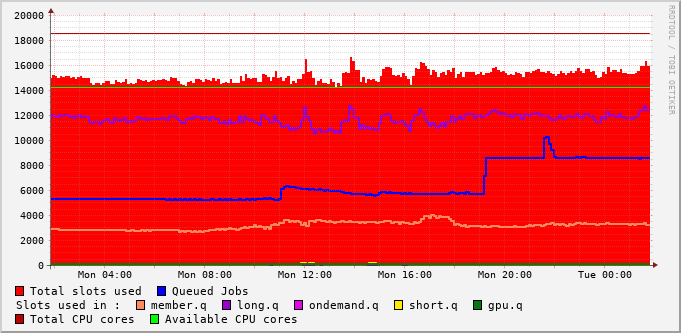 20000
18000
16000
14000
12000
10000
8000
6000
4000
2000
0
Mon 04:00 Mon 08:00 Mon 12:00 Mon 16:00 Mon 20:00 Tue 00:00
Total slots used Queued Jobs
Slots used in : member.q long.q ondemand.q short.q gpu.q
Total CPU cores Available CPU cores
RRDTOOL / TOBI OETIKER